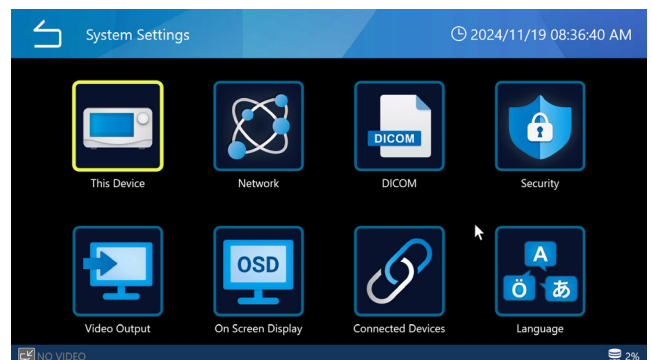 System Settings
2024/11/19 08:36:40 AM
DICOM
This Device
Network
DICOM
Security
OSD
A
Ö あ
Video Output
On Screen Display
Connected Devices
Language
NO VIDEO
2%